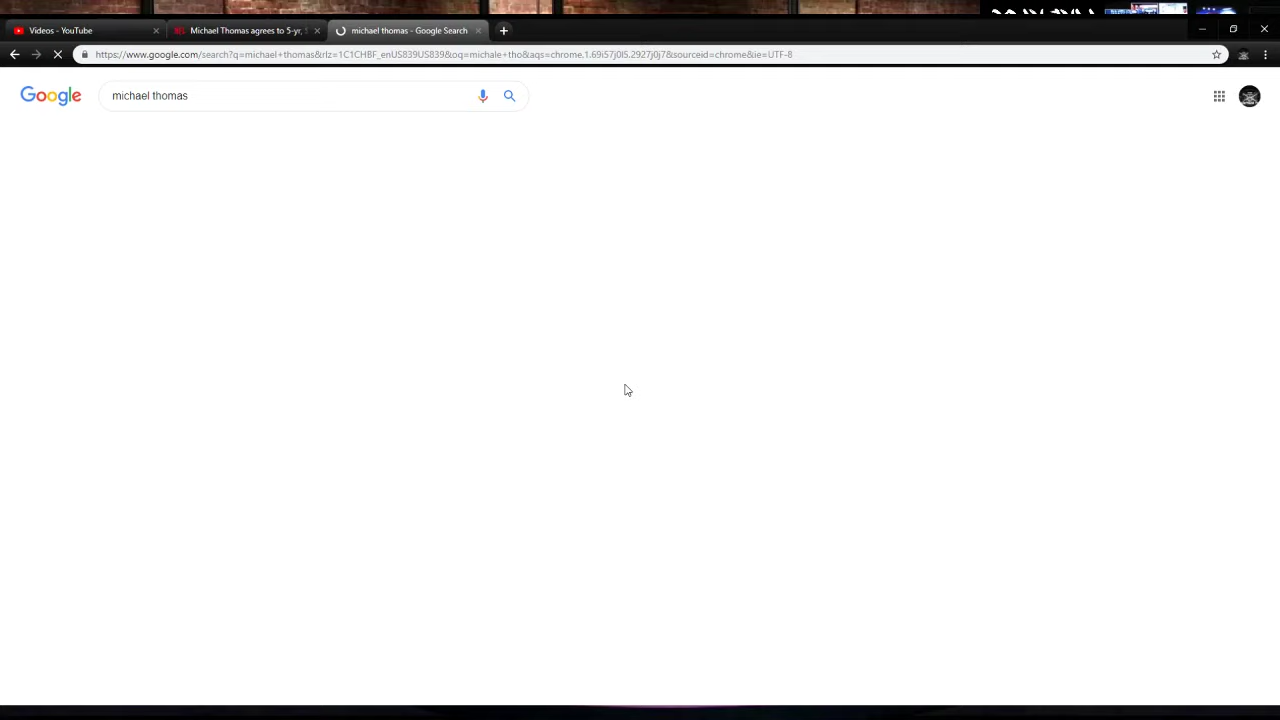 Videos - YouTube
Michael Thomas agrees to 5-yr,
michael thomas - Google Search
https://www.google.com/search?q=michael+thomas&rlz=1C1CHBF_enUS839US839&oq=michale+tho&aqs=chrome.1.69i57j0l5.2927j0j7&sourceid=chrome&ie=UTF-8
Google
michael thomas